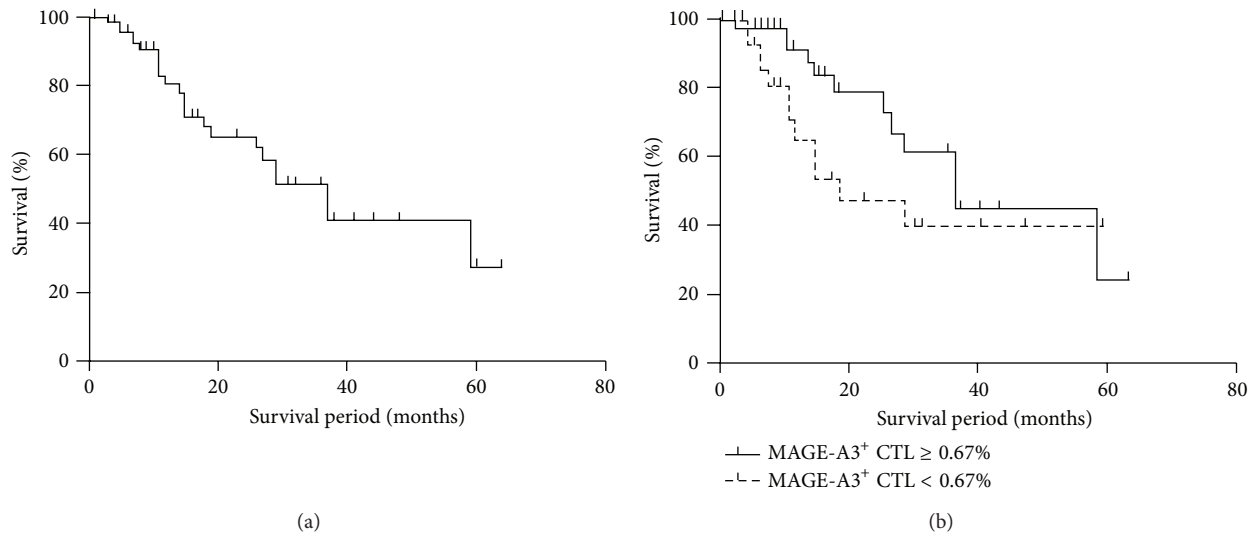 100
80
60
40
20
0
Survival (%)
0 20 40 60 80
Survival period (months)
(a)
100
80
60
40
20
0
Survival (%)
0 20 40 60 80
Survival period (months)
MAGE-A3⁺ CTL ≥ 0.67%
MAGE-A3⁺ CTL < 0.67%
(b)